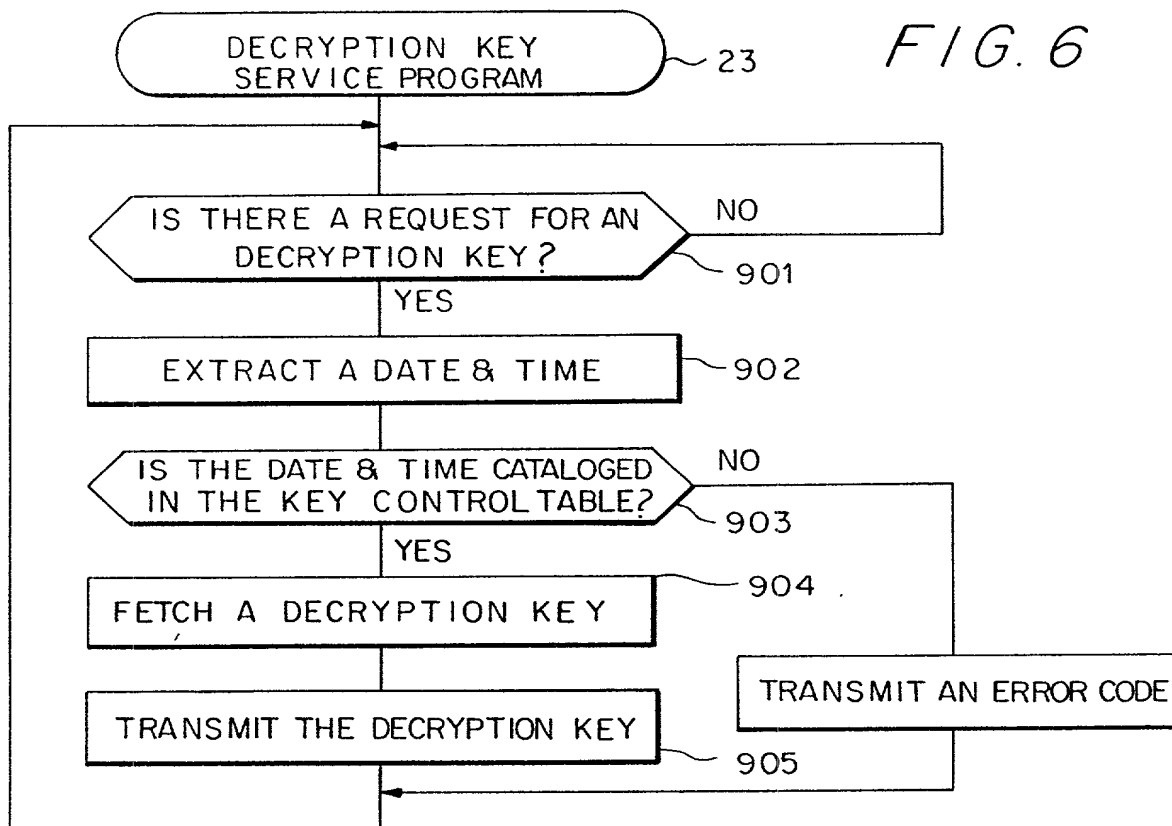 FIG. 6
DECRYPTION KEY
SERVICE PROGRAM
23
IS THERE A REQUEST FOR AN
DECRYPTION KEY?
NO
901
YES
EXTRACT A DATE & TIME
902
IS THE DATE & TIME CATALOGED
IN THE KEY CONTROL TABLE?
NO
903
YES
904
FETCH A DECRYPTION KEY
TRANSMIT AN ERROR CODE
TRANSMIT THE DECRYPTION KEY
905